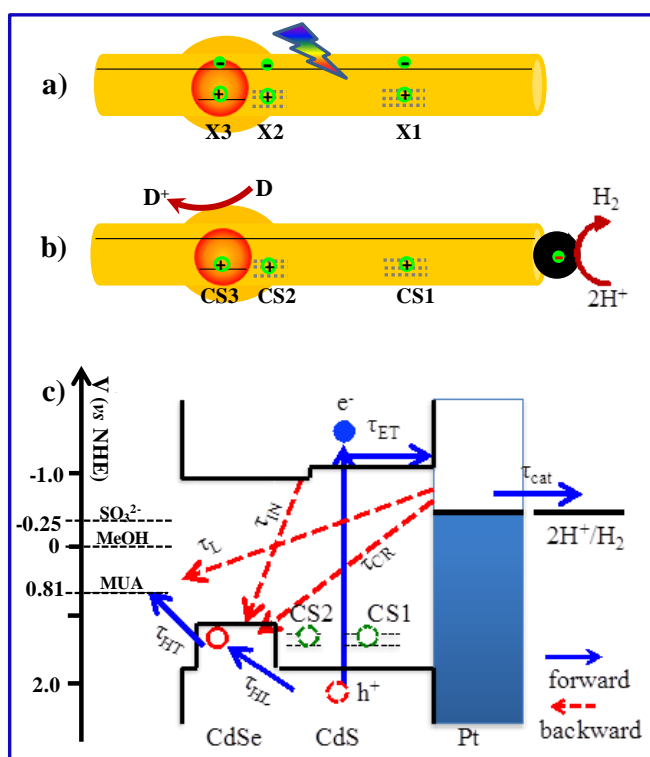 a)
X3 X2 X1
D⁺ D
H₂
b)
CS3 CS2 CS1
2H⁺
c)
V (vs NHE)
e⁻
τET
-1.0
τcat
SO₃²⁻
-0.25
τIN
MeOH
0
τL
τCR
2H⁺/H₂
MUA
0.81
CS2 CS1
τHT
τHL
forward
2.0
h⁺
backward
CdSe CdS Pt